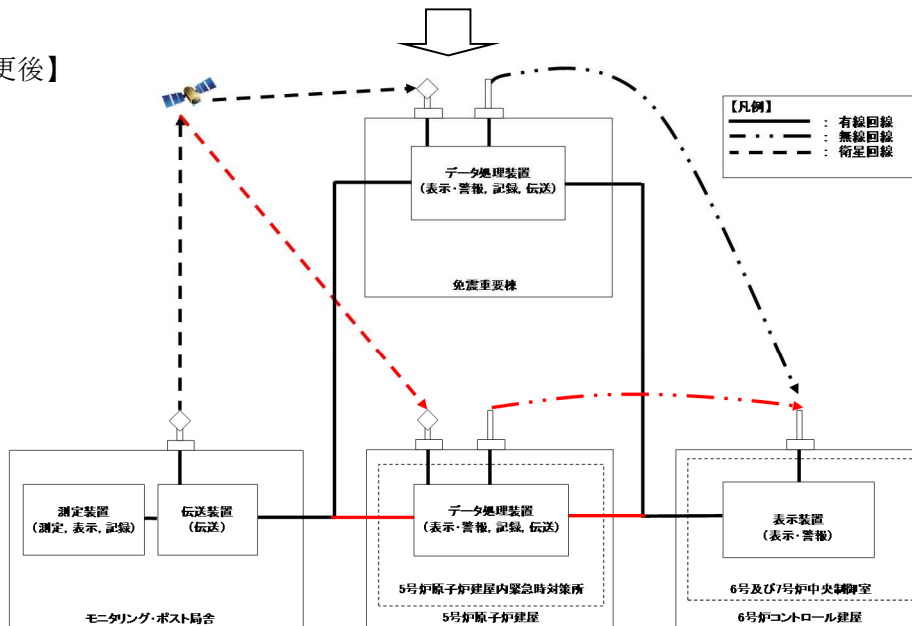 更後】
【凡例】
： 有線回線
： 無線回線
： 衛星回線
データ処理装置
(表示・警報, 記録, 伝送)
免震重要棟
測定装置
(測定, 表示, 記録)
伝送装置
(伝送)
データ処理装置
(表示・警報, 記録, 伝送)
表示装置
(表示・警報)
5号炉原子炉建屋内緊急時対策所
6号及び7号炉中央制御室
モニタリング・ポスト局舎
5号炉原子炉建屋
6号炉コントロール建屋